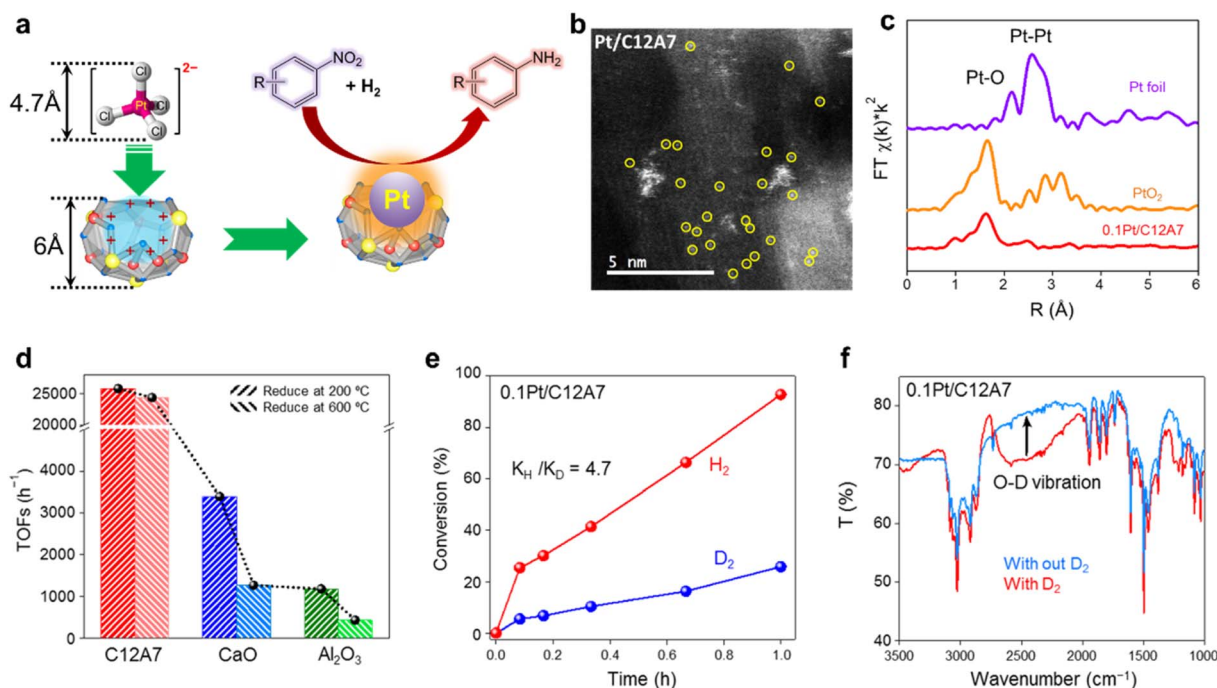 a
4.7Å
Cl
Pt
Cl
Cl
Cl
2−
6Å
R
NO₂
+ H₂
R
NH₂
Pt
b
Pt/C12A7
5 nm
c
Pt-Pt
Pt-O
Pt foil
PtO₂
0.1Pt/C12A7
FT χ(k)*k²
0 1 2 3 4 5 6
R (Å)
d
Reduce at 200 ºC
Reduce at 600 ºC
25000
20000
4000
3000
2000
1000
0
TOFs (h⁻¹)
C12A7 CaO Al₂O₃
e
0.1Pt/C12A7
K_H /K_D = 4.7
H₂
D₂
100
80
60
40
20
0
Conversion (%)
0.0 0.2 0.4 0.6 0.8 1.0
Time (h)
f
0.1Pt/C12A7
O-D vibration
With out D₂
With D₂
80
70
60
50
40
T (%)
3500 3000 2500 2000 1500 1000
Wavenumber (cm⁻¹)